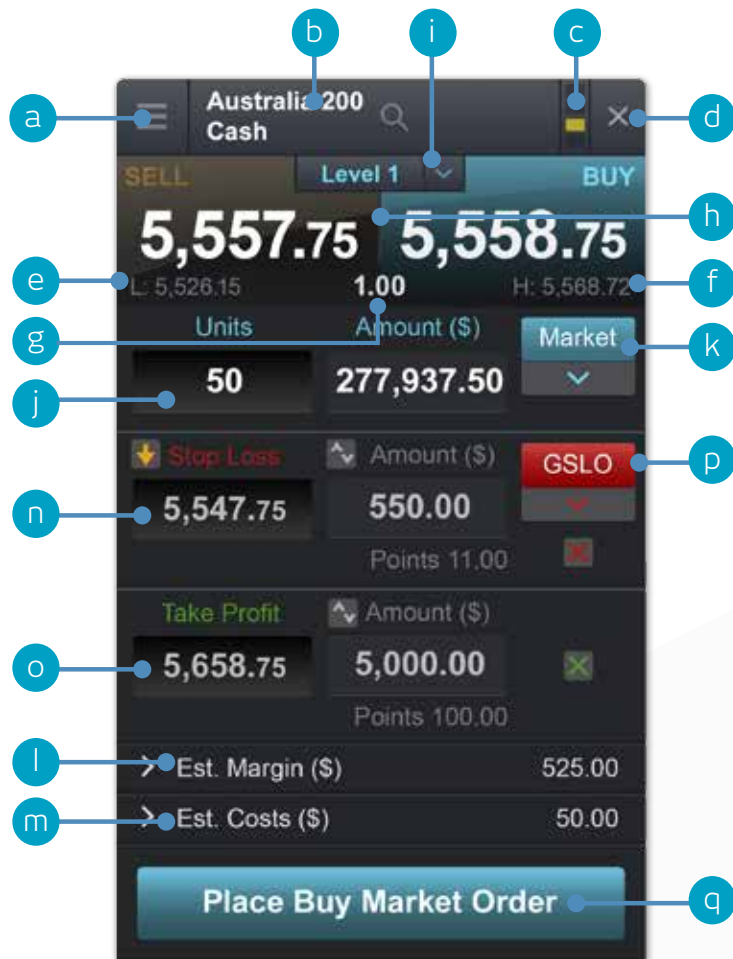 b i c
a Australia 200 d
Cash
SELL Level 1 BUY
5,557.75 5,558.75 h
e L: 5,526.15 1.00 H: 5,568.72 f
g Units Amount ($) Market k
j 50 277,937.50
Stop Loss Amount ($) GSLO p
n 5,547.75 550.00
Points 11.00
Take Profit Amount ($)
o 5,658.75 5,000.00
Points 100.00
l Est. Margin ($) 525.00
m Est. Costs ($) 50.00
Place Buy Market Order q